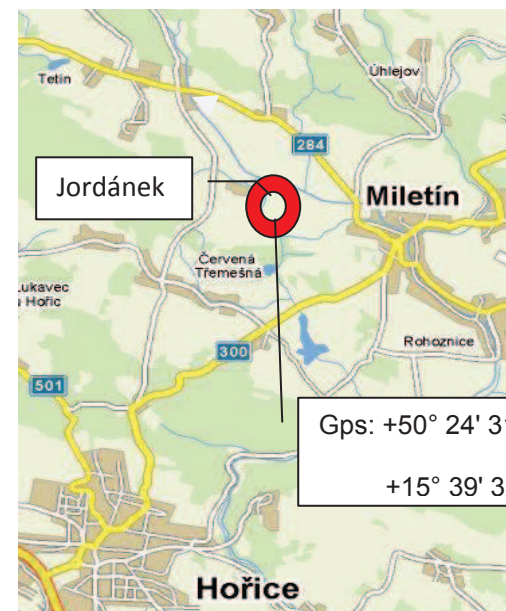 Tetín
Úhlejov
284
Jordánek
Miletín
Červená
Třemešná
Hořic
300
Rohoznice
501
Gps: +50° 24' 3
+15° 39' 3
Hořice